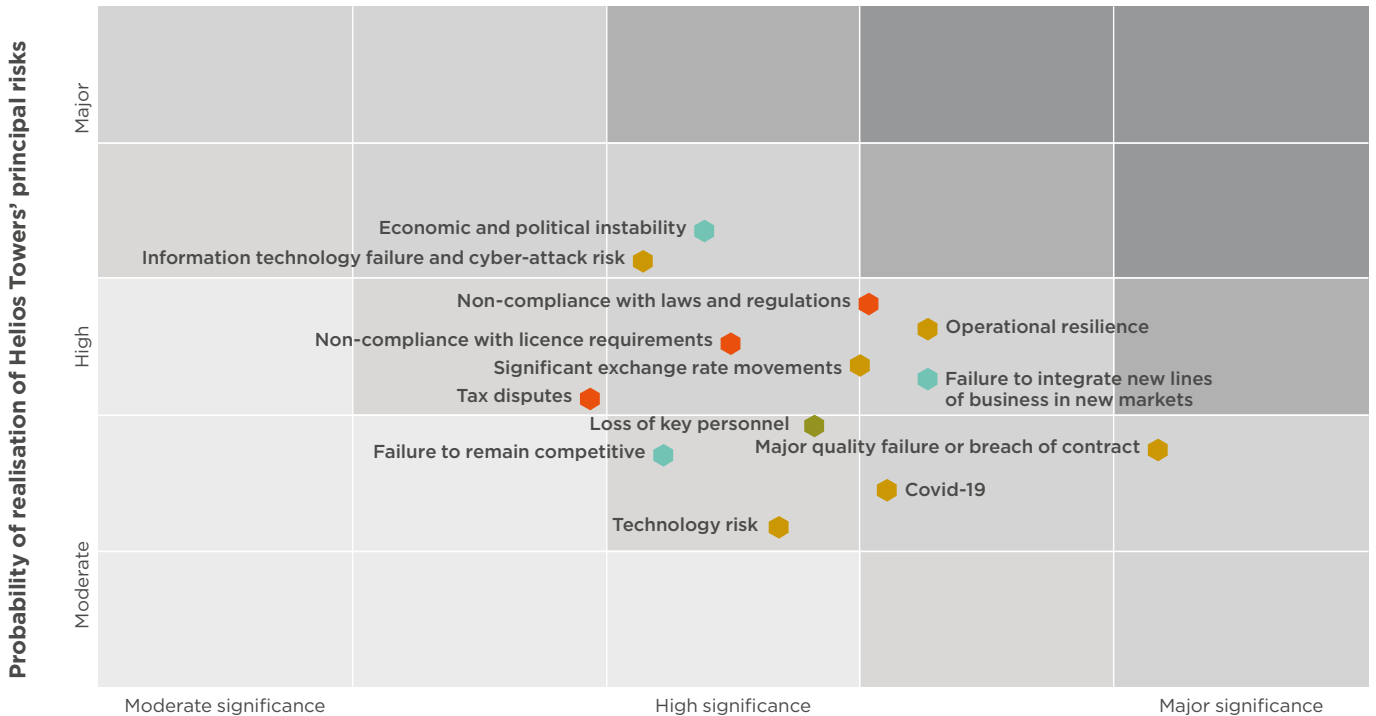 Probability of realisation of Helios Towers’ principal risks
Major
High
Moderate
Economic and political instability
Information technology failure and cyber-attack risk
Non-compliance with laws and regulations
Operational resilience
Non-compliance with licence requirements
Significant exchange rate movements
Failure to integrate new lines
of business in new markets
Tax disputes
Loss of key personnel
Major quality failure or breach of contract
Failure to remain competitive
Covid-19
Technology risk
Moderate significance
High significance
Major significance